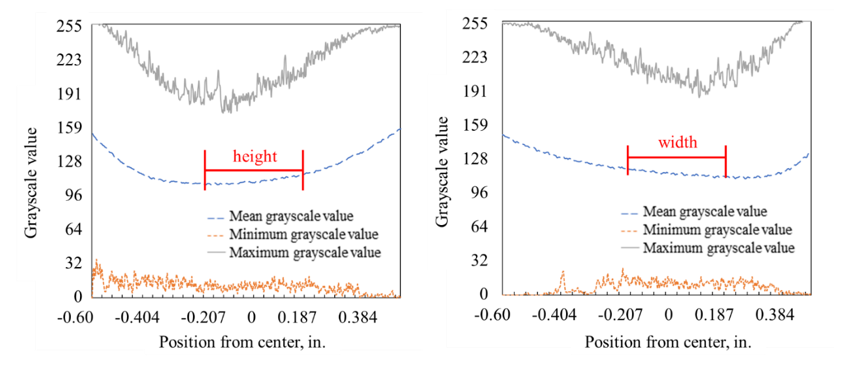 255
223
191
159
128
96
64
32
0
Grayscale value
height
Mean grayscale value
Minimum grayscale value
Maximum grayscale value
-0.60 -0.404 -0.207 0 0.187 0.384
Position from center, in.
255
223
191
159
128
96
64
32
0
Grayscale value
width
Mean grayscale value
Minimum grayscale value
Maximum grayscale value
-0.60 -0.404 -0.207 0 0.187 0.384
Position from center, in.